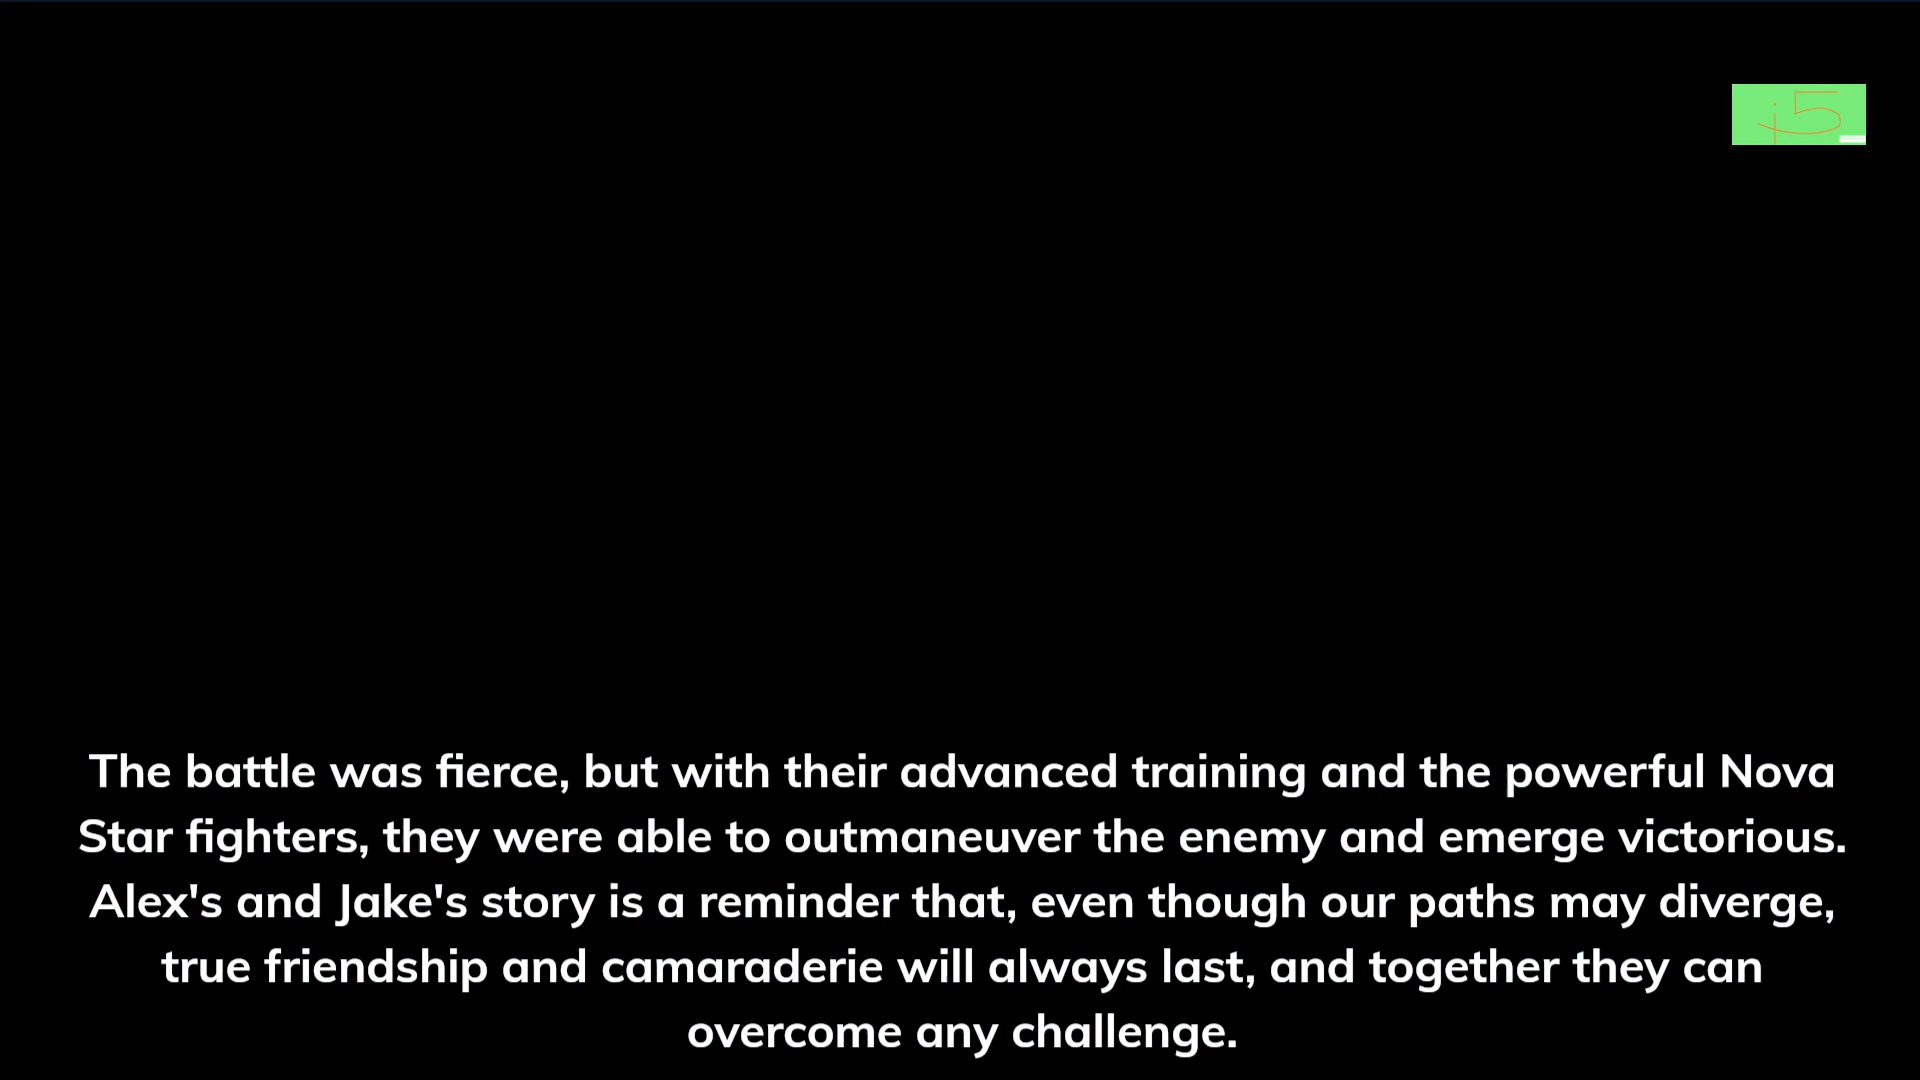 i5
The battle was fierce, but with their advanced training and the powerful Nova
Star fighters, they were able to outmaneuver the enemy and emerge victorious.
Alex's and Jake's story is a reminder that, even though our paths may diverge,
true friendship and camaraderie will always last, and together they can
overcome any challenge.